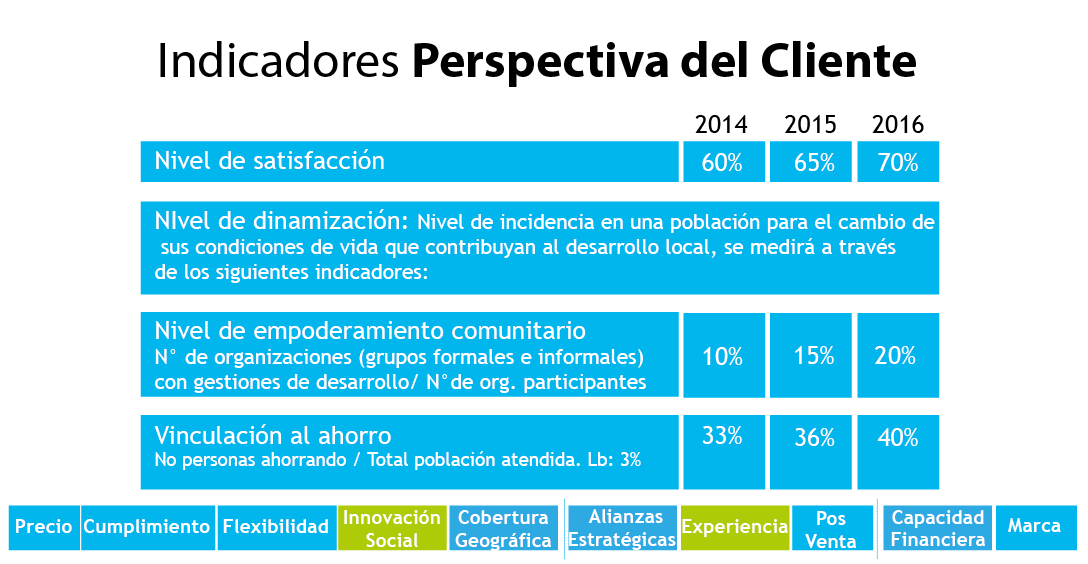 Indicadores Perspectiva del Cliente
2014 2015 2016
Nivel de satisfacción 60% 65% 70%
NIvel de dinamización: Nivel de incidencia en una población para el cambio de
sus condiciones de vida que contribuyan al desarrollo local, se medirá a través
de los siguientes indicadores:
Nivel de empoderamiento comunitario
N° de organizaciones (grupos formales e informales) 10% 15% 20%
con gestiones de desarrollo/ N°de org. participantes
Vinculación al ahorro 33% 36% 40%
No personas ahorrando / Total población atendida. Lb: 3%
Precio
Cumplimiento
Flexibilidad
Innovación
Social
Cobertura
Geográfica
Alianzas
Estratégicas
Experiencia
Pos
Venta
Capacidad
Financiera
Marca